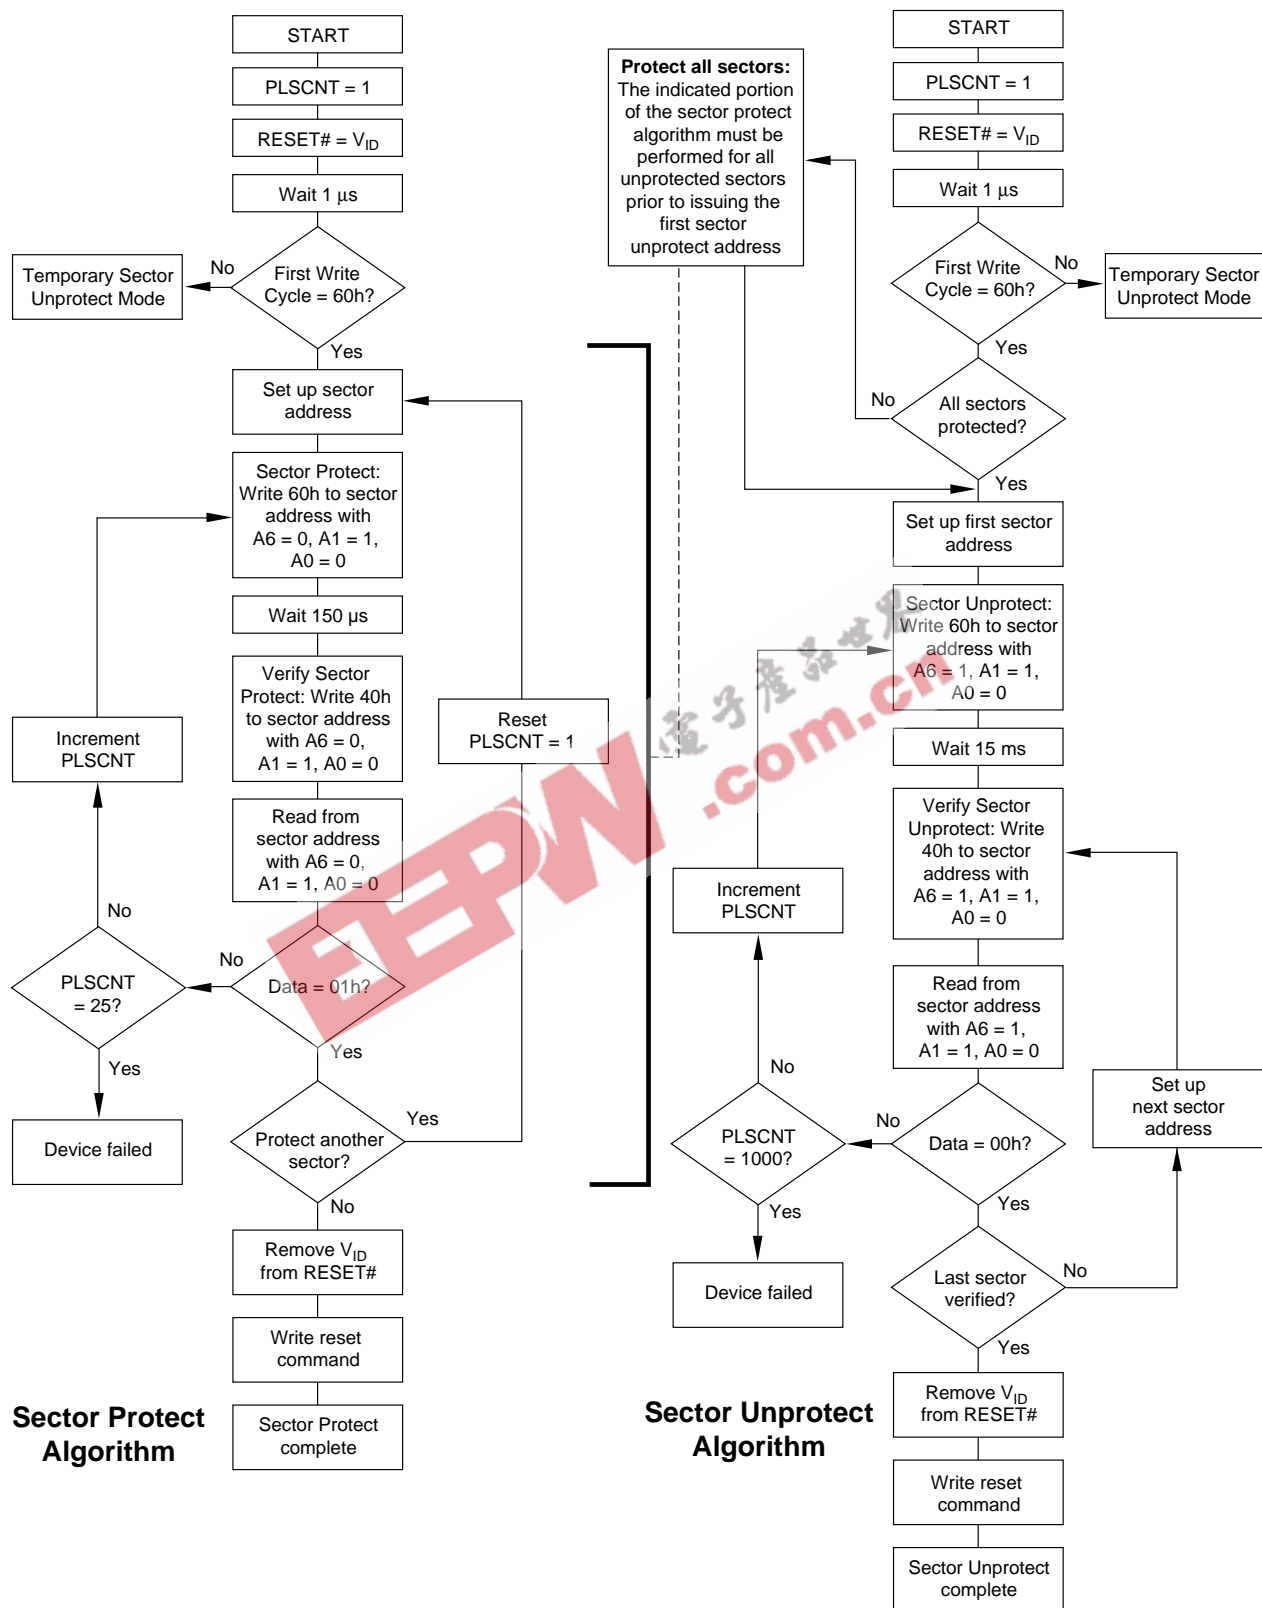 START
PLSCNT = 1
RESET# = VID
Wait 1 μs
First Write
Cycle = 60h?
No
Temporary Sector
Unprotect Mode
Yes
Set up sector
address
Sector Protect:
Write 60h to sector
address with
A6 = 0, A1 = 1,
A0 = 0
Wait 150 µs
Verify Sector
Protect: Write 40h
to sector address
with A6 = 0,
A1 = 1, A0 = 0
Increment
PLSCNT
Reset
PLSCNT = 1
Read from
sector address
with A6 = 0,
A1 = 1, A0 = 0
No
No
PLSCNT
= 25?
Data = 01h?
Yes
Yes
Device failed
Yes
Protect another
sector?
No
Remove VID
from RESET#
Write reset
command
Sector Protect
complete
Sector Protect
Algorithm
Protect all sectors:
The indicated portion
of the sector protect
algorithm must be
performed for all
unprotected sectors
prior to issuing the
first sector
unprotect address
START
PLSCNT = 1
RESET# = VID
Wait 1 μs
First Write
Cycle = 60h?
No
Temporary Sector
Unprotect Mode
Yes
No
All sectors
protected?
Yes
Set up first sector
address
Sector Unprotect:
Write 60h to sector
address with
A6 = 1, A1 = 1,
A0 = 0
Wait 15 ms
Verify Sector
Unprotect: Write
40h to sector
address with
A6 = 1, A1 = 1,
A0 = 0
Increment
PLSCNT
Read from
sector address
with A6 = 1,
A1 = 1, A0 = 0
No
No
PLSCNT
= 1000?
Data = 00h?
Set up
next sector
address
Yes
Yes
Device failed
Last sector
verified?
No
Yes
Remove VID
from RESET#
Write reset
command
Sector Unprotect
complete
Sector Unprotect
Algorithm
EEPW
.com.cn
電子產品世界